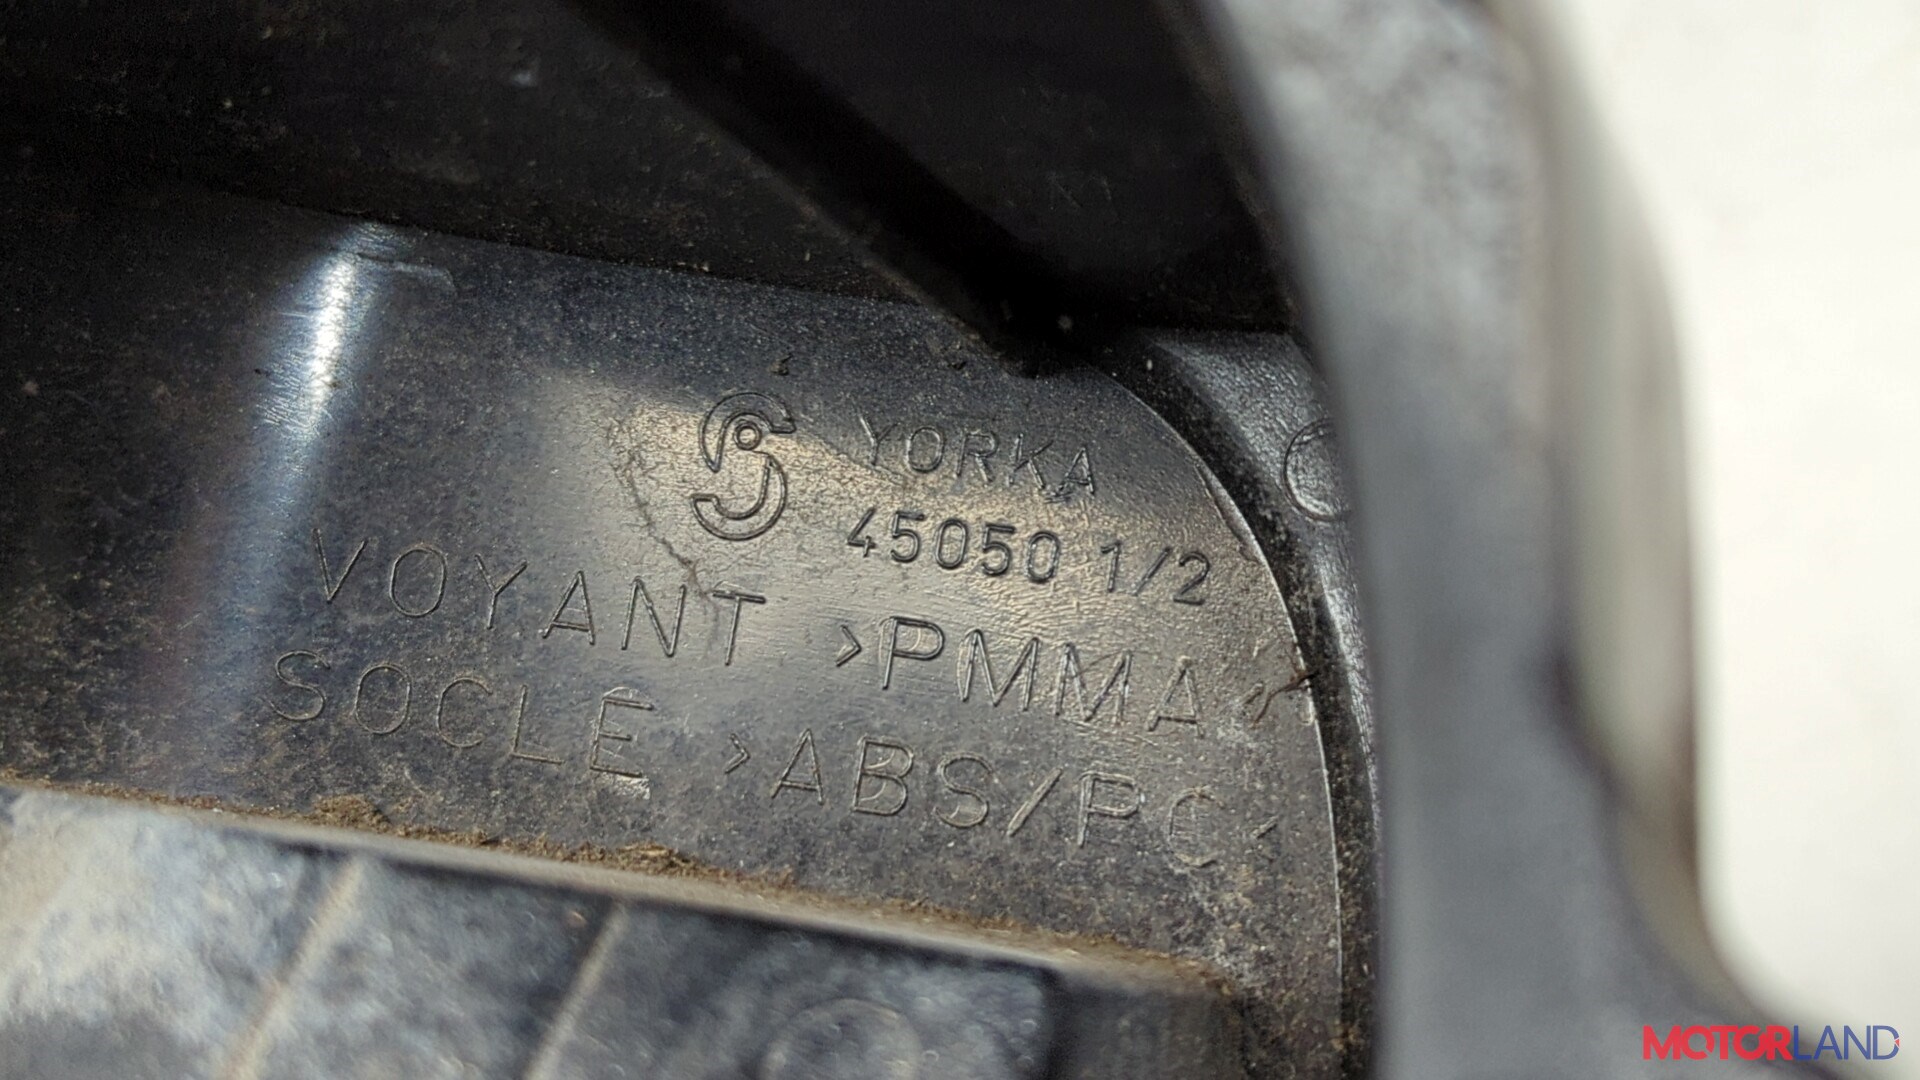 YORKA
45050 1/2
VOYANT >PMMA<
SOCLE >ABS/PC<
MOTORLAND